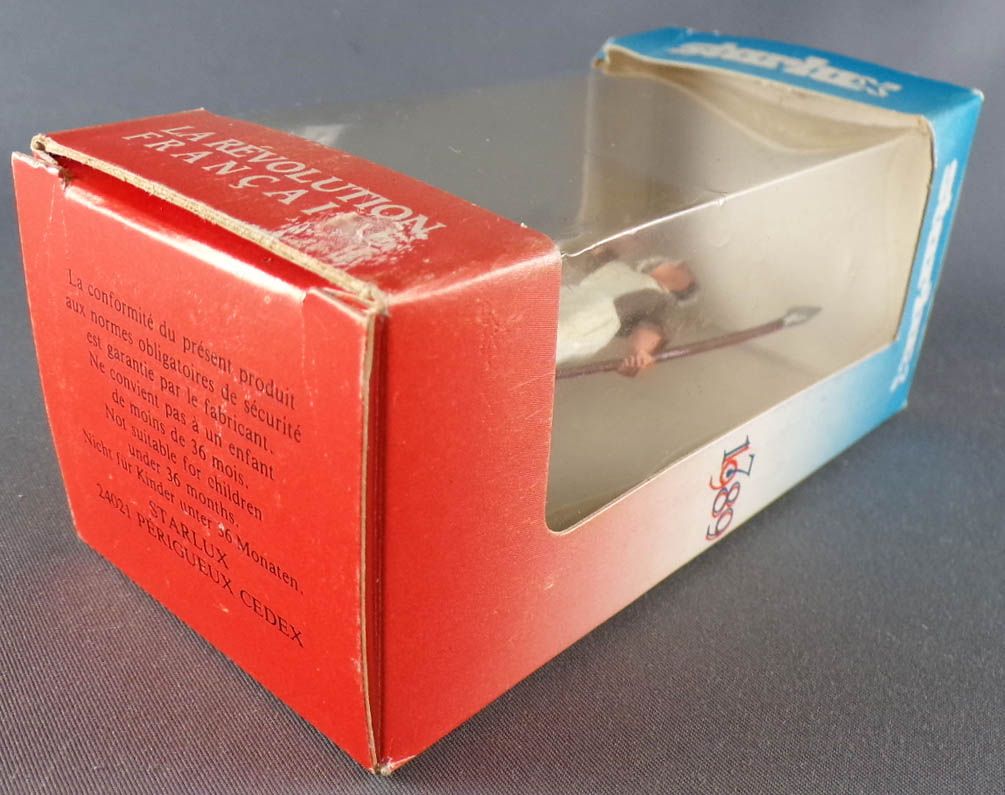 LA RÉVOLUTION
FRANÇAISE
La conformité du présent produit
aux normes obligatoires de sécurité
est garantie par le fabricant.
Ne convient pas à un enfant
de moins de 36 mois.
Not suitable for children
under 36 months.
Nicht für Kinder unter 36 Monaten.
STARLUX
24021 PÉRIGUEUX CEDEX
starlux
starlux
1789